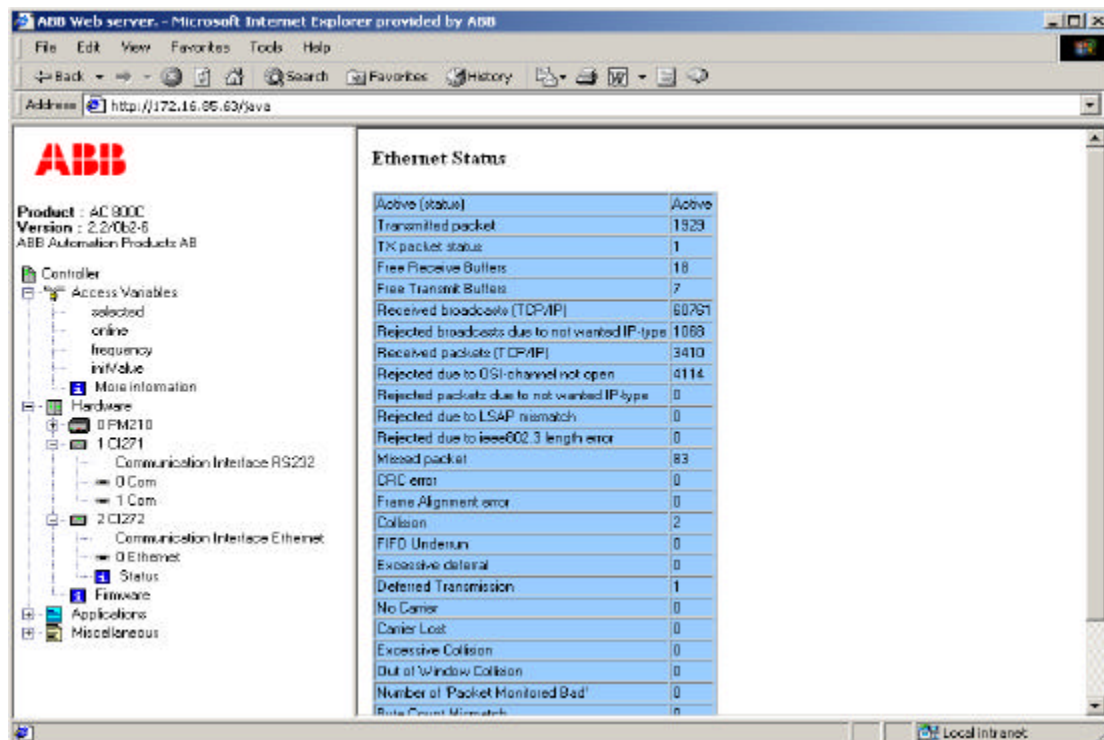 ABB Web server. - Microsoft Internet Explorer provided by ABB
File Edit View Favorites Tools Help
Back Search Favorites History
Address http://172.16.85.63/java
ABB
Product : AC 800C
Version : 2.2/0b2-6
ABB Automation Products AB
Controller
Access Variables
selected
online
frequency
initValue
More information
Hardware
0 PM210
1 CI271
Communication Interface RS232
0 Com
1 Com
2 CI272
Communication Interface Ethernet
0 Ethernet
Status
Firmware
Applications
Miscellaneous
Ethernet Status
Active (status) Active
Transmitted packet 1929
TX packet status 1
Free Receive Buffers 18
Free Transmit Buffers 7
Received broadcasts (TCP/IP) 60761
Rejected broadcasts due to not wanted IP-type 1088
Received packets (TCP/IP) 3410
Rejected due to OSI-channel not open 4114
Rejected packets due to not wanted IP-type 0
Rejected due to LSAP mismatch 0
Rejected due to ieee802.3 length error 0
Missed packet 83
CRC error 0
Frame Alignment error 0
Collision 2
FIFO Underrun 0
Excessive deferral 0
Deferred Transmission 1
No Carrier 0
Carrier Lost 0
Excessive Collision 0
Out of Window Collision 0
Number of 'Packet Monitored Bad' 0
Byte Count Mismatch 0
Local intranet